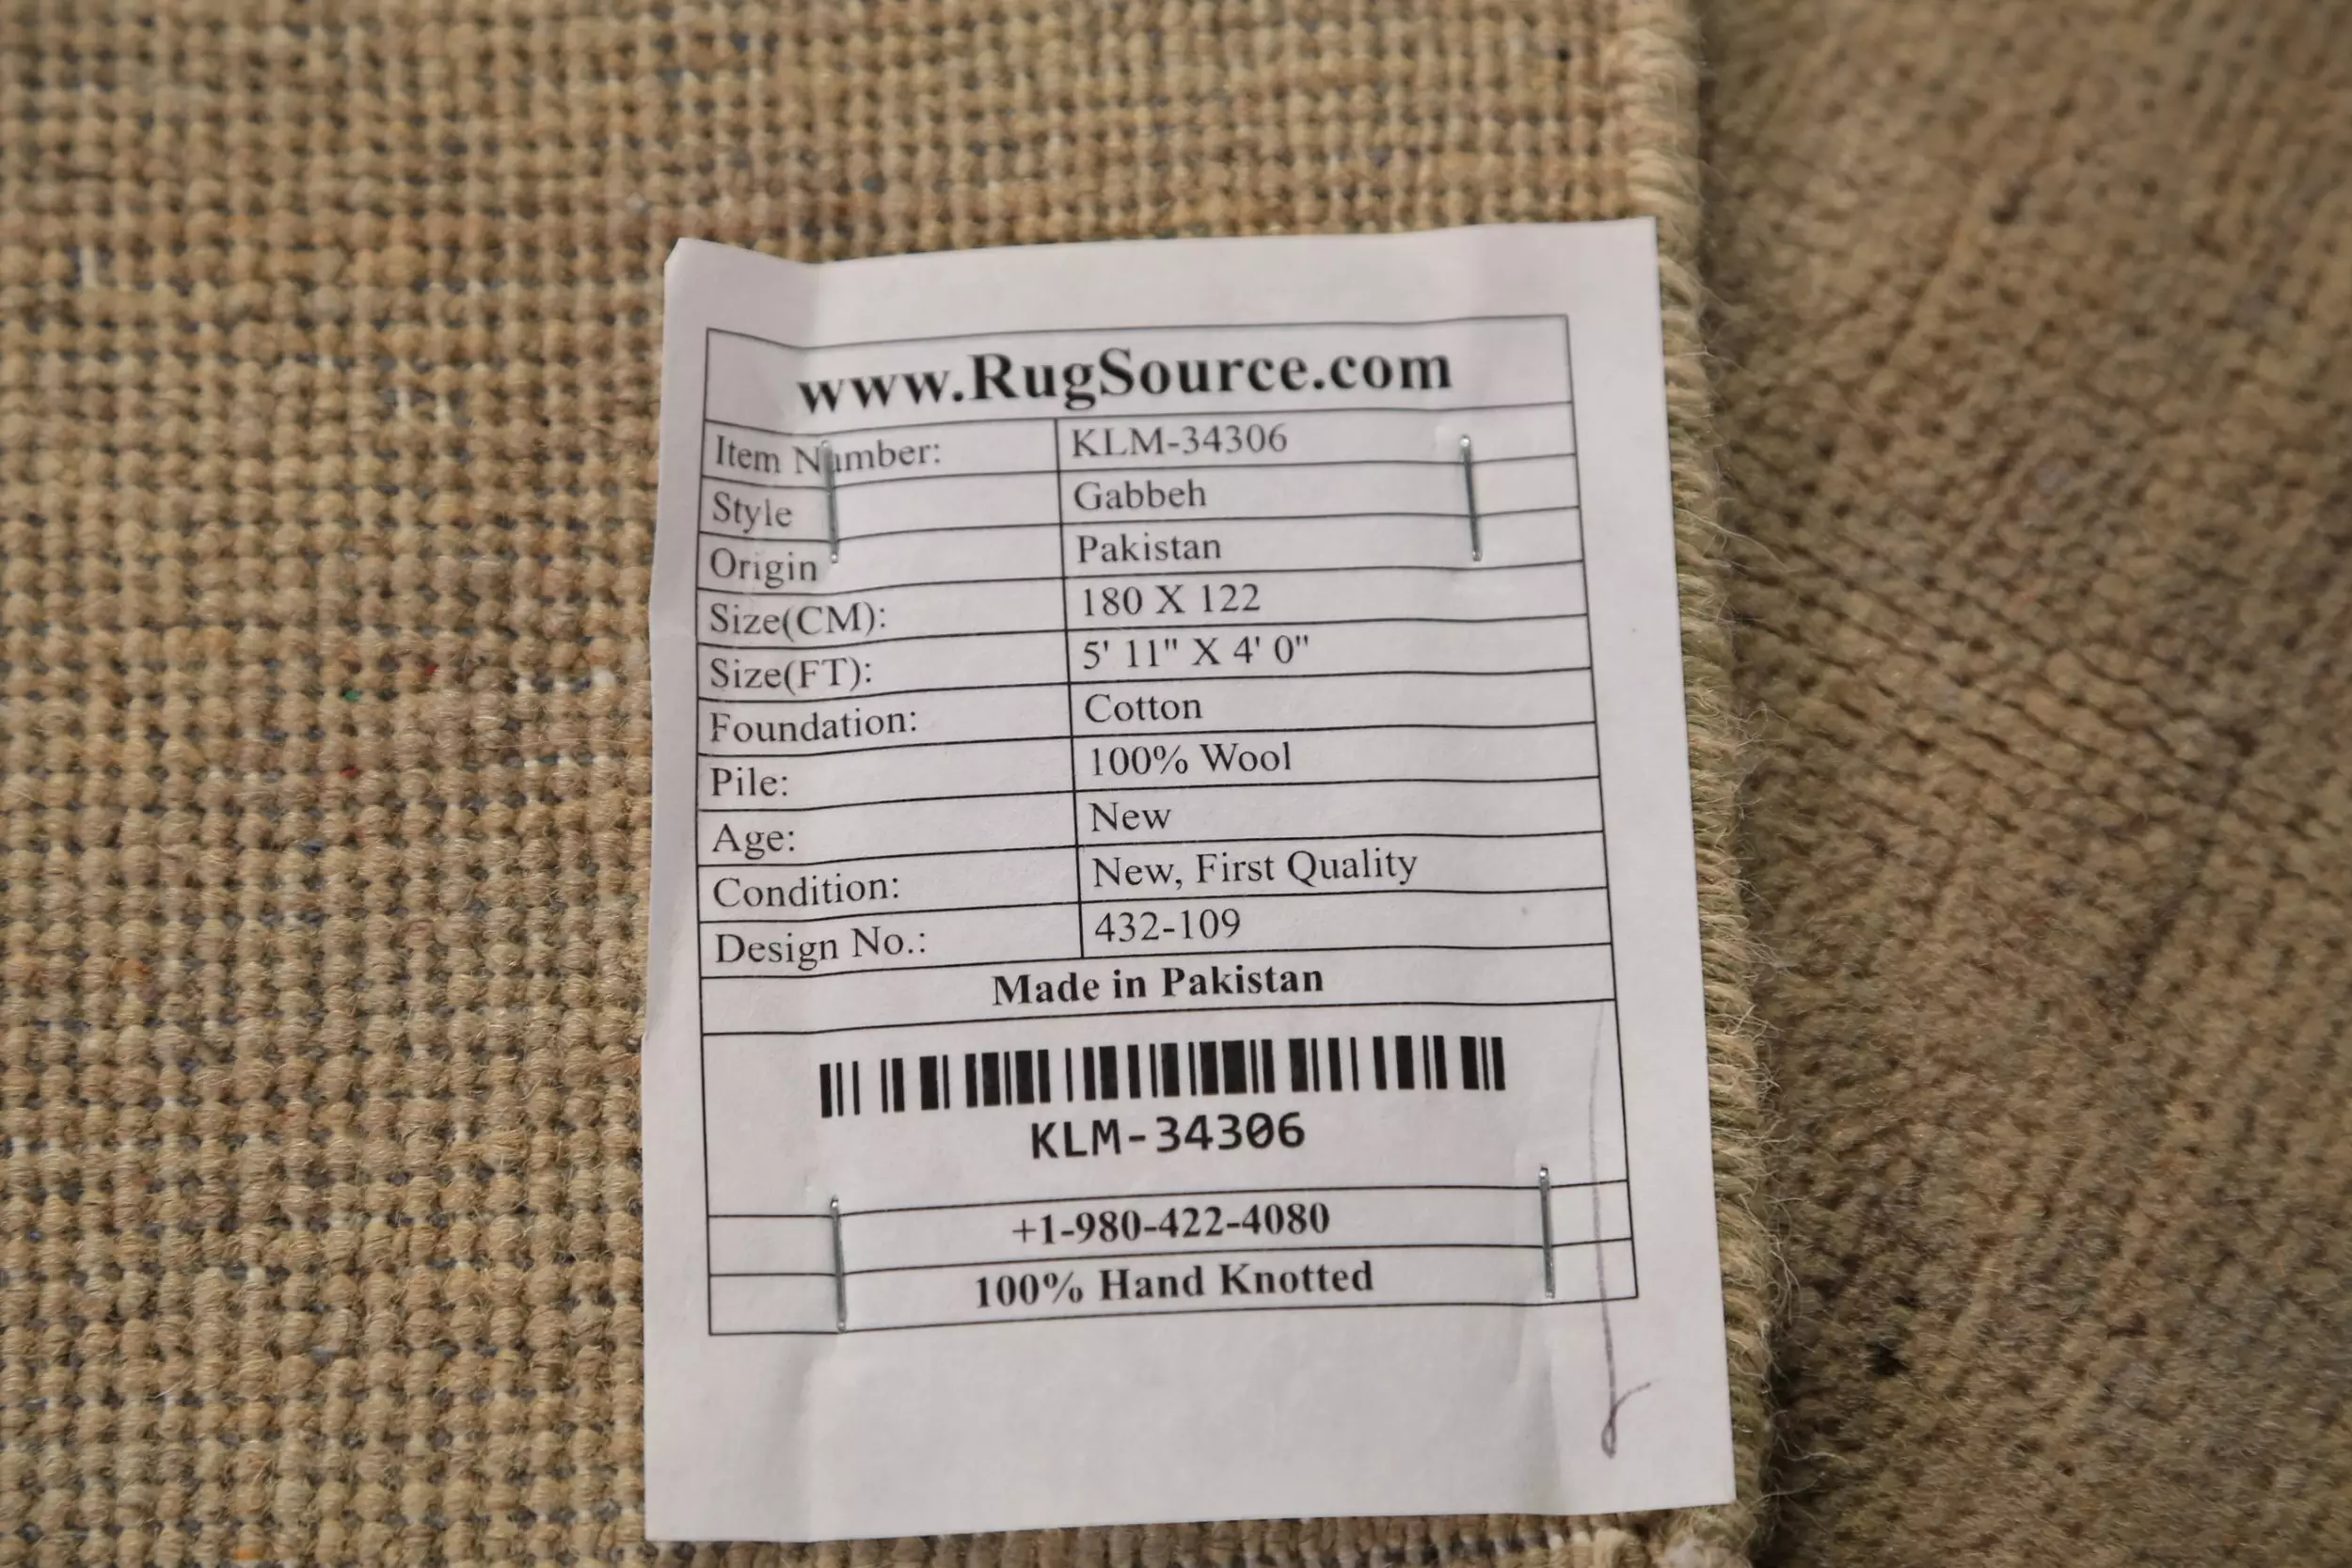 www.RugSource.com
Item Number: KLM-34306
Style Gabbeh
Origin Pakistan
Size(CM): 180 X 122
Size(FT): 5' 11" X 4' 0"
Foundation: Cotton
Pile: 100% Wool
Age: New
Condition: New, First Quality
Design No.: 432-109
Made in Pakistan
KLM-34306
+1-980-422-4080
100% Hand Knotted